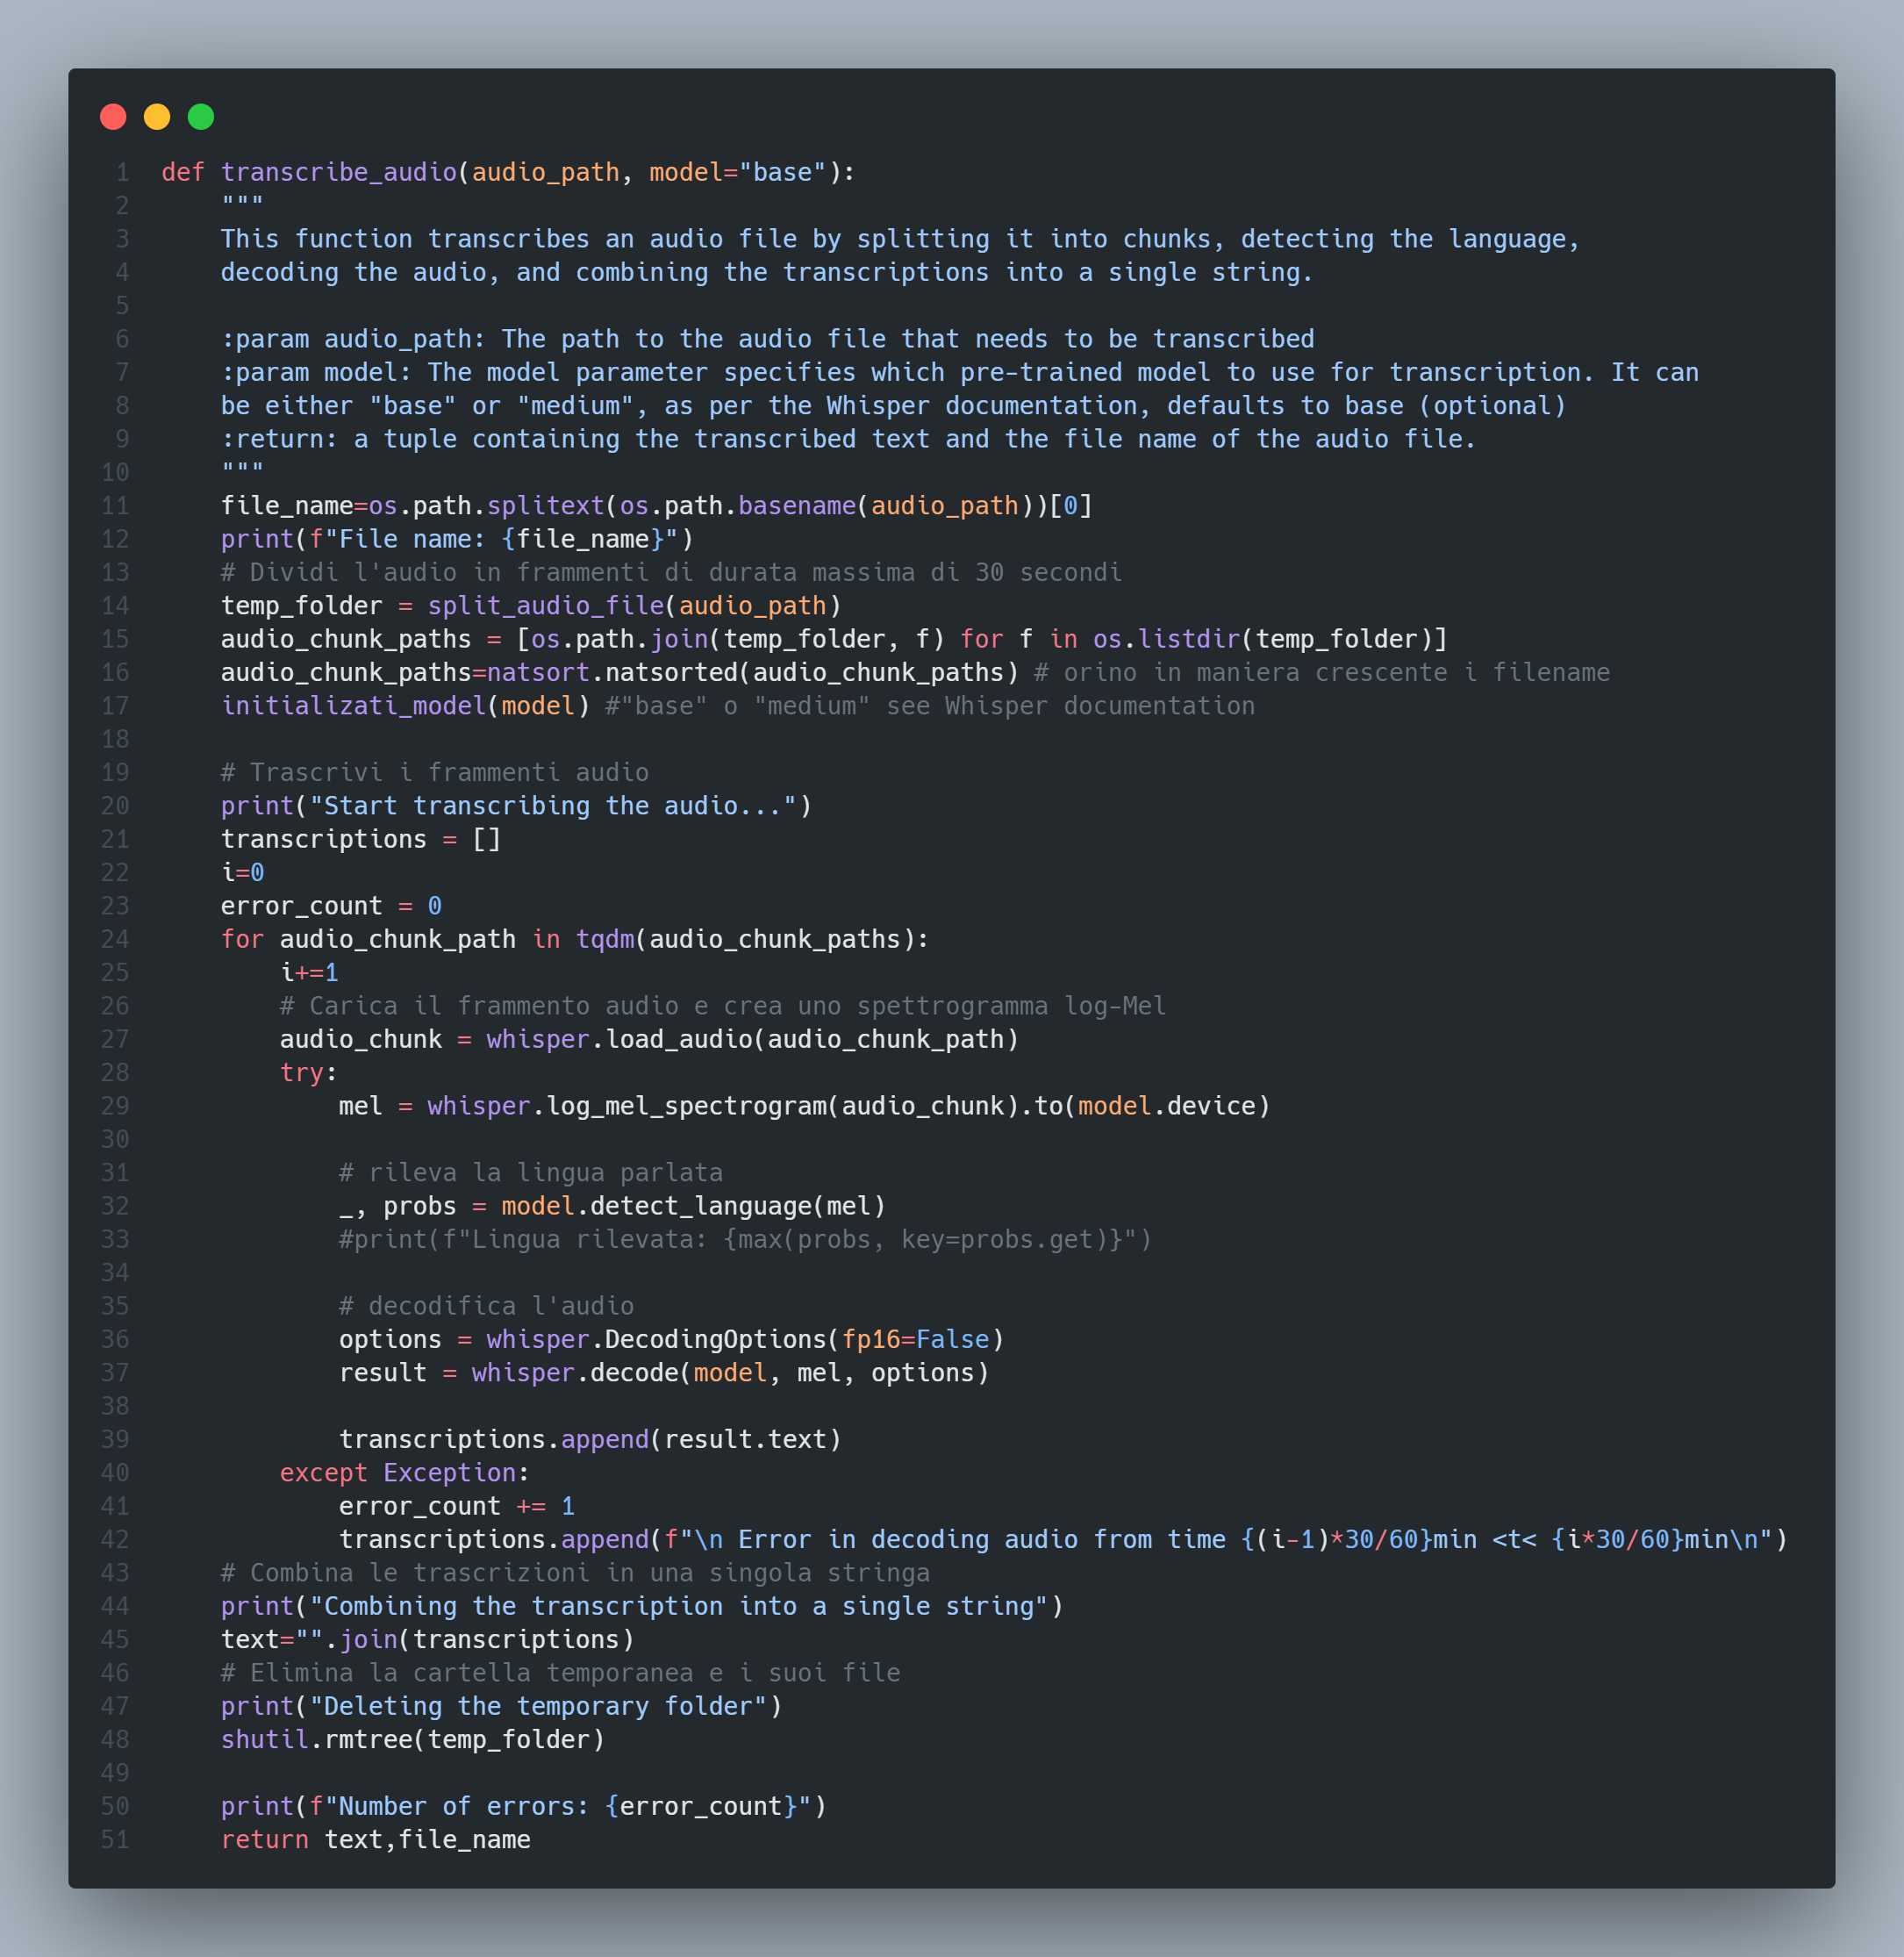 1 def transcribe_audio(audio_path, model="base"):
2     """
3     This function transcribes an audio file by splitting it into chunks, detecting the language,
4     decoding the audio, and combining the transcriptions into a single string.
5
6     :param audio_path: The path to the audio file that needs to be transcribed
7     :param model: The model parameter specifies which pre-trained model to use for transcription. It can
8     be either "base" or "medium", as per the Whisper documentation, defaults to base (optional)
9     :return: a tuple containing the transcribed text and the file name of the audio file.
10     """
11     file_name=os.path.splitext(os.path.basename(audio_path))[0]
12     print(f"File name: {file_name}")
13     # Dividi l'audio in frammenti di durata massima di 30 secondi
14     temp_folder = split_audio_file(audio_path)
15     audio_chunk_paths = [os.path.join(temp_folder, f) for f in os.listdir(temp_folder)]
16     audio_chunk_paths=natsort.natsorted(audio_chunk_paths) # orino in maniera crescente i filename
17     initializati_model(model) #"base" o "medium" see Whisper documentation
18
19     # Trascrivi i frammenti audio
20     print("Start transcribing the audio...")
21     transcriptions = []
22     i=0
23     error_count = 0
24     for audio_chunk_path in tqdm(audio_chunk_paths):
25         i+=1
26         # Carica il frammento audio e crea uno spettrogramma log-Mel
27         audio_chunk = whisper.load_audio(audio_chunk_path)
28         try:
29             mel = whisper.log_mel_spectrogram(audio_chunk).to(model.device)
30
31             # rileva la lingua parlata
32             _, probs = model.detect_language(mel)
33             #print(f"Lingua rilevata: {max(probs, key=probs.get)}")
34
35             # decodifica l'audio
36             options = whisper.DecodingOptions(fp16=False)
37             result = whisper.decode(model, mel, options)
38
39             transcriptions.append(result.text)
40         except Exception:
41             error_count += 1
42             transcriptions.append(f"\n Error in decoding audio from time {(i-1)*30/60}min <t< {i*30/60}min\n")
43     # Combina le trascrizioni in una singola stringa
44     print("Combining the transcription into a single string")
45     text="".join(transcriptions)
46     # Elimina la cartella temporanea e i suoi file
47     print("Deleting the temporary folder")
48     shutil.rmtree(temp_folder)
49
50     print(f"Number of errors: {error_count}")
51     return text,file_name